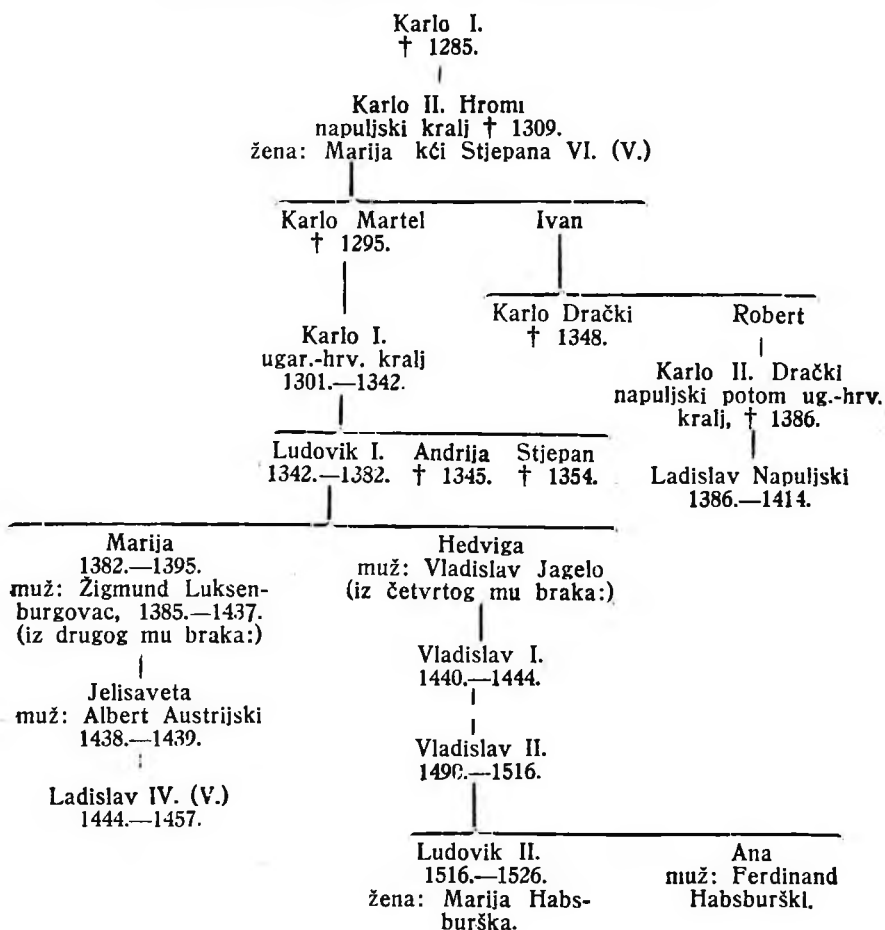 Karlo I.
† 1285.
Karlo II. Hromi
napuljski kralj † 1309.
žena: Marija kći Stjepana VI. (V.)
Karlo Martel
† 1295.
Ivan
Karlo I.
ugar.-hrv. kralj
1301.—1342.
Karlo Drački
† 1348.
Robert
Karlo II. Drački
napuljski potom ug.-hrv.
kralj, † 1386.
Ladislav Napuljski
1386.—1414.
Ludovik I.
1342.—1382.
Andrija
† 1345.
Stjepan
† 1354.
Marija
1382.—1395.
muž: Žigmund Luksen-
burgovac, 1385.—1437.
(iz drugog mu braka:)
Jelisaveta
muž: Albert Austrijski
1438.—1439.
Ladislav IV. (V.)
1444.—1457.
Hedviga
muž: Vladislav Jagelo
(iz četvrtog mu braka:)
Vladislav I.
1440.—1444.
Vladislav II.
1490.—1516.
Ludovik II.
1516.—1526.
žena: Marija Habs-
burška.
Ana
muž: Ferdinand
Habsburški.